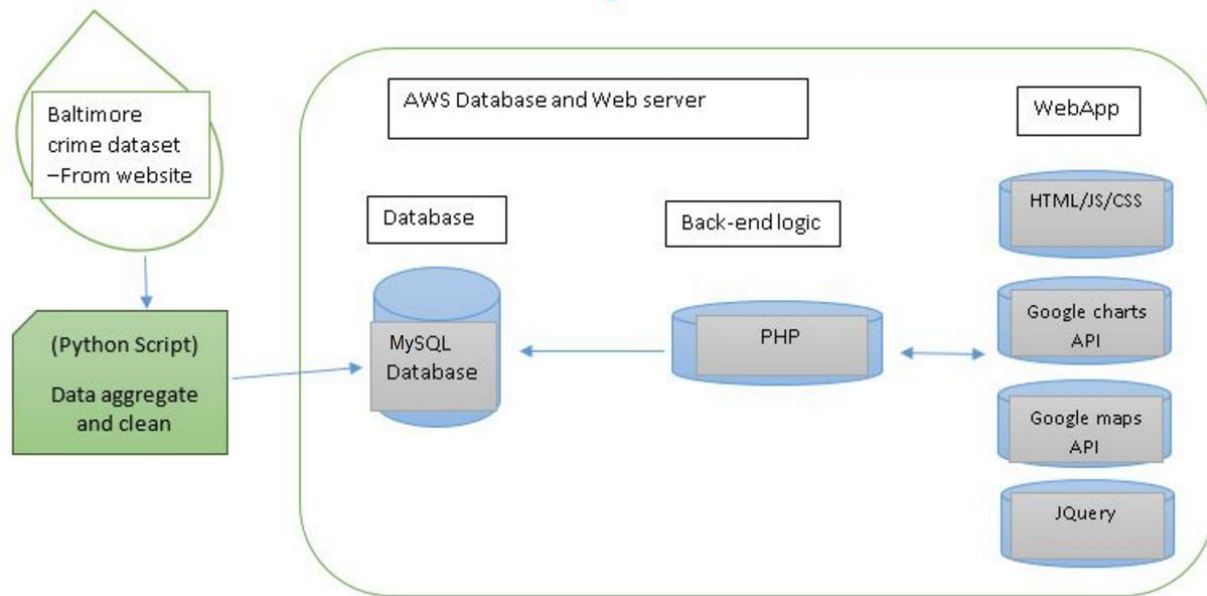 Baltimore
crime dataset
–From website
(Python Script)
Data aggregate
and clean
AWS Database and Web server
Database
MySQL
Database
Back-end logic
PHP
WebApp
HTML/JS/CSS
Google charts
API
Google maps
API
JQuery